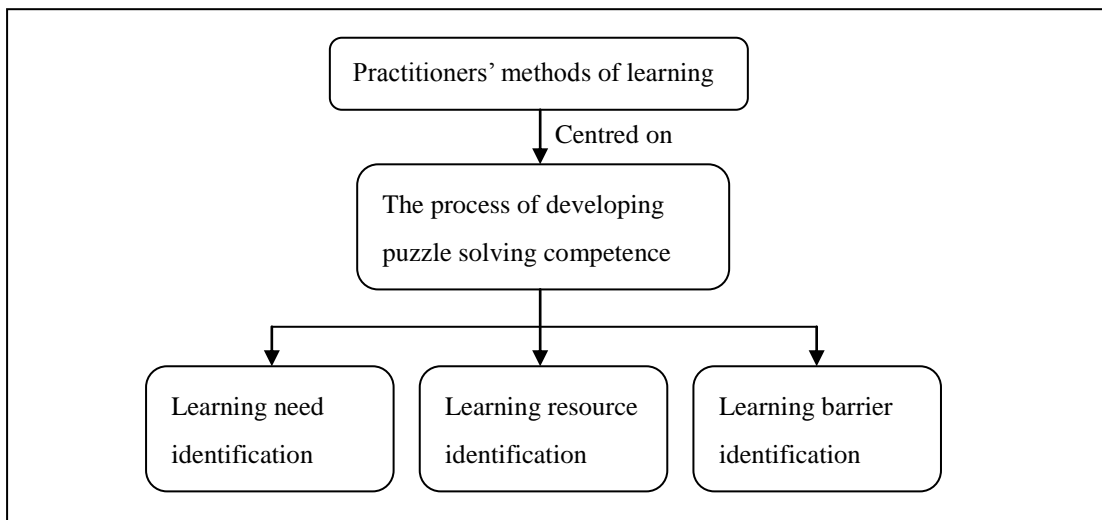 Practitioners’ methods of learning
Centred on
The process of developing
puzzle solving competence
Learning need
identification
Learning resource
identification
Learning barrier
identification